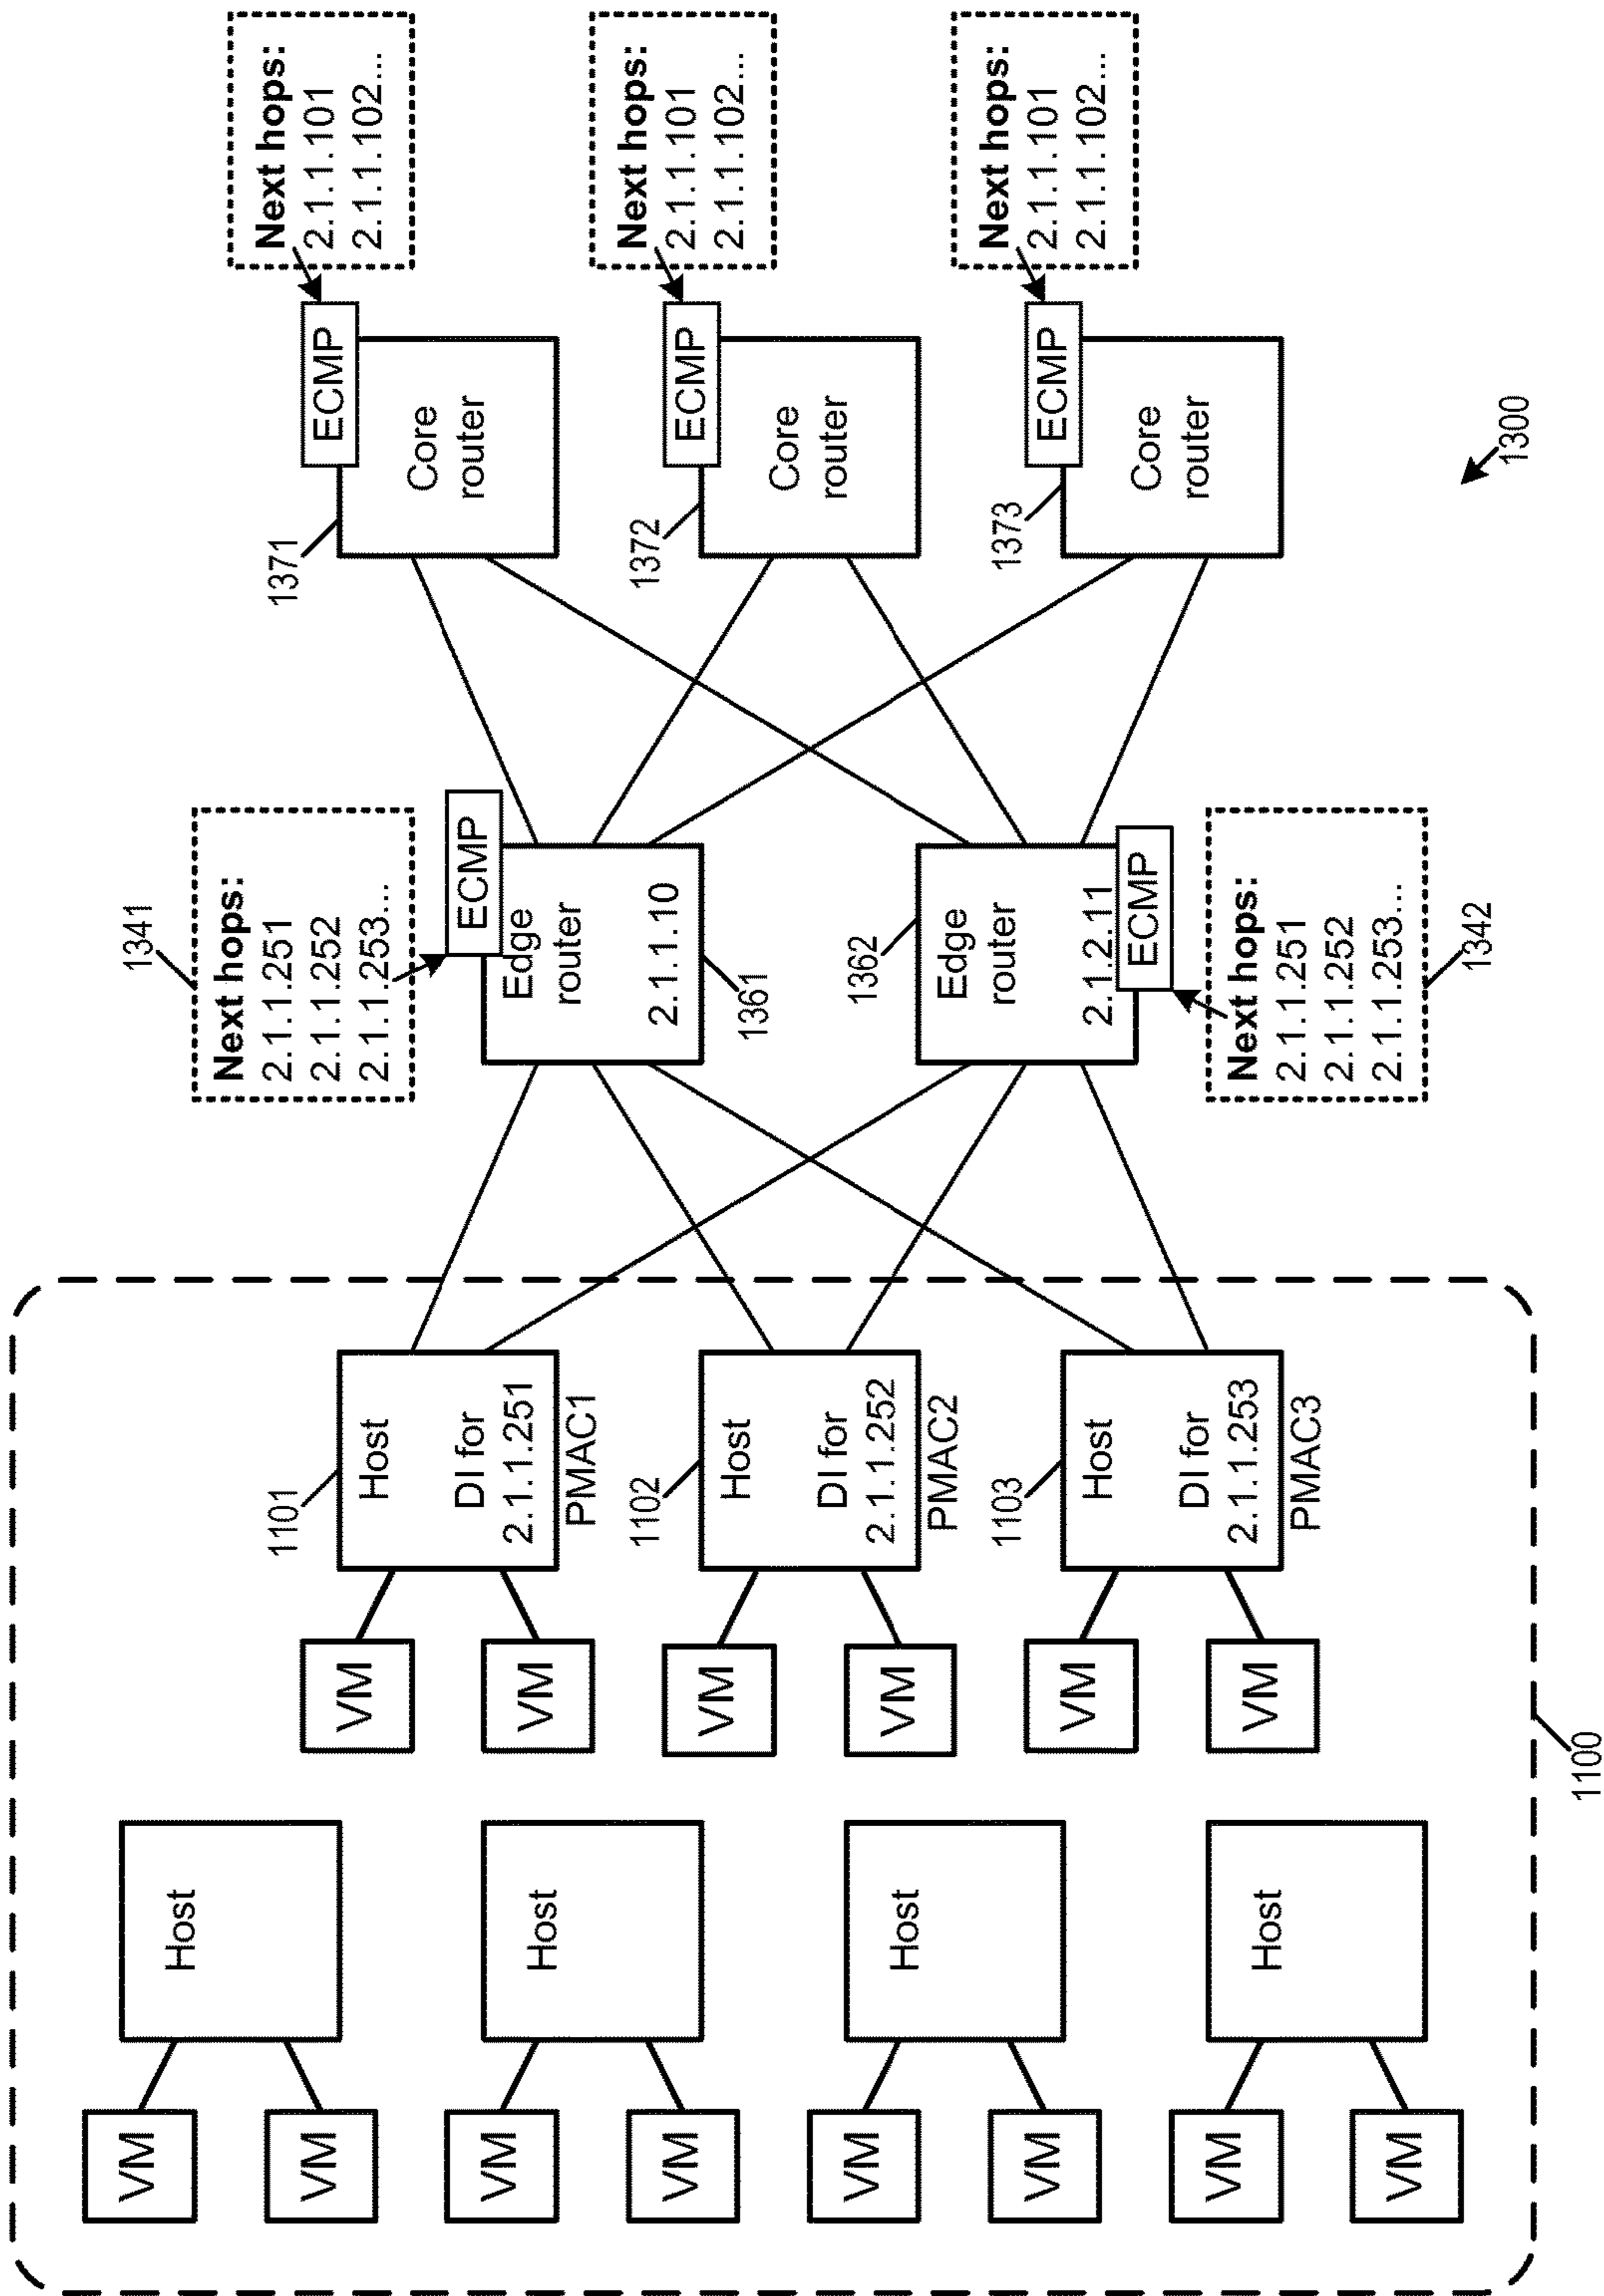 VM
VM
Host
VM
VM
Host
VM
VM
Host
VM
VM
Host
VM
VM
1101
Host
DI for
2.1.1.251
PMAC1
VM
VM
1102
Host
DI for
2.1.1.252
PMAC2
VM
VM
1103
Host
DI for
2.1.1.253
PMAC3
1100
1341
Next hops:
2.1.1.251
2.1.1.252
2.1.1.253...
ECMP
Edge
router
2.1.1.10
1361
1362
Edge
router
2.1.2.11
ECMP
Next hops:
2.1.1.251
2.1.1.252
2.1.1.253...
1342
Next hops:
2.1.1.101
2.1.1.102...
ECMP
1371
Core
router
Next hops:
2.1.1.101
2.1.1.102...
ECMP
1372
Core
router
Next hops:
2.1.1.101
2.1.1.102...
ECMP
1373
Core
router
1300